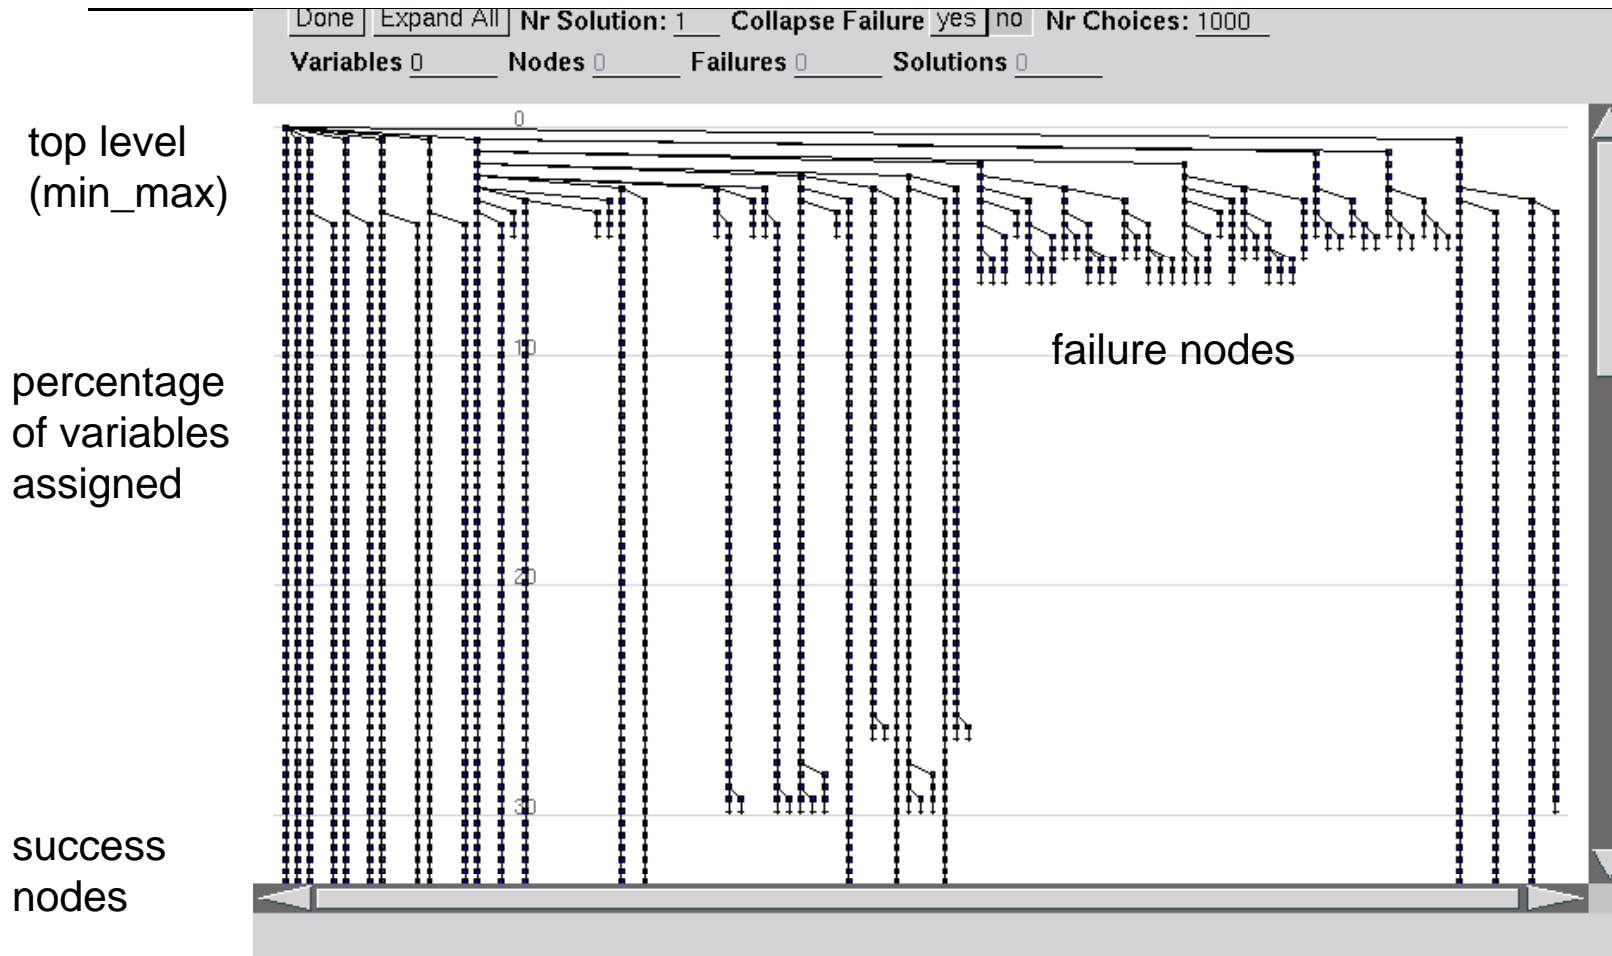 Done Expand All Nr Solution: 1 Collapse Failure yes no Nr Choices: 1000
Variables 0 Nodes 0 Failures 0 Solutions 0
0
top level
(min_max)
10
failure nodes
percentage
of variables
assigned
20
30
success
nodes